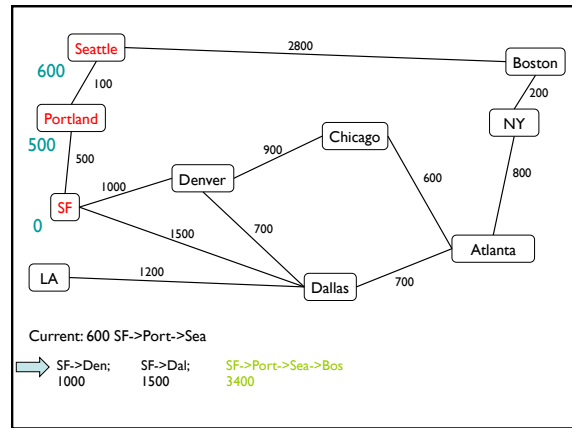 Seattle
2800
Boston
600
100
200
Portland
NY
500
500
Chicago
900
1000
Denver
600
800
SF
0
1500
700
Atlanta
LA
1200
700
Dallas
Current: 600 SF->Port->Sea
SF->Den; SF->Dal; SF->Port->Sea->Bos
1000 1500 3400